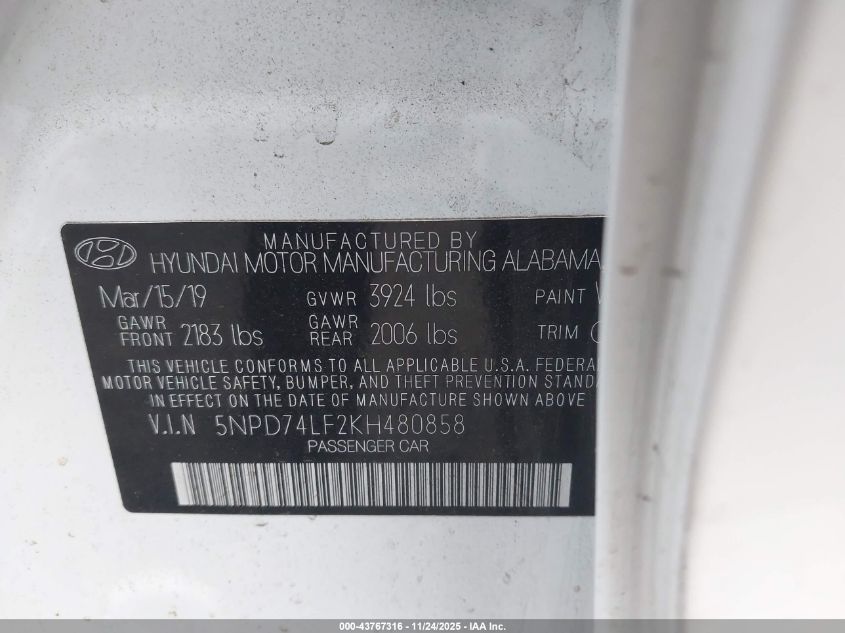 MANUFACTURED BY
HYUNDAI MOTOR MANUFACTURING ALABAMA
Mar/15/19 GVWR 3924 lbs PAINT
GAWR FRONT 2183 lbs GAWR REAR 2006 lbs TRIM
THIS VEHICLE CONFORMS TO ALL APPLICABLE U.S.A. FEDERA
MOTOR VEHICLE SAFETY, BUMPER, AND THEFT PREVENTION STAND
IN EFFECT ON THE DATE OF MANUFACTURE SHOWN ABOVE
V.I.N 5NPD74LF2KH480858
PASSENGER CAR
000-43767316 - 11/24/2025 - IAA Inc.